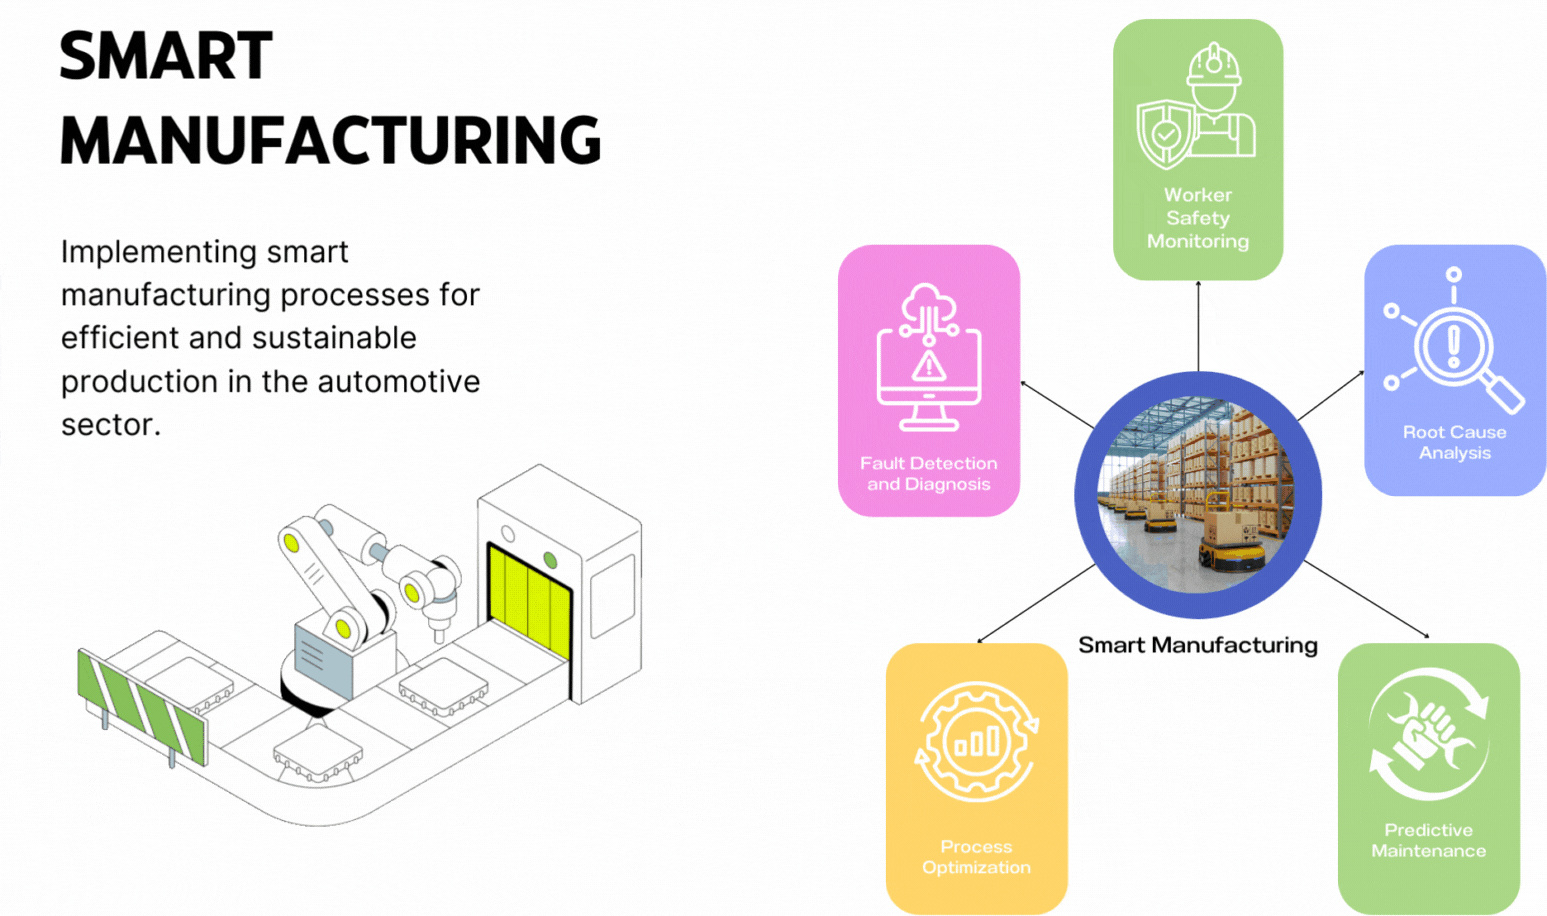 SMART
MANUFACTURING
Implementing smart
manufacturing processes for
efficient and sustainable
production in the automotive
sector.
Worker
Safety
Monitoring
Fault Detection
and Diagnosis
Root Cause
Analysis
Smart Manufacturing
Process
Optimization
Predictive
Maintenance